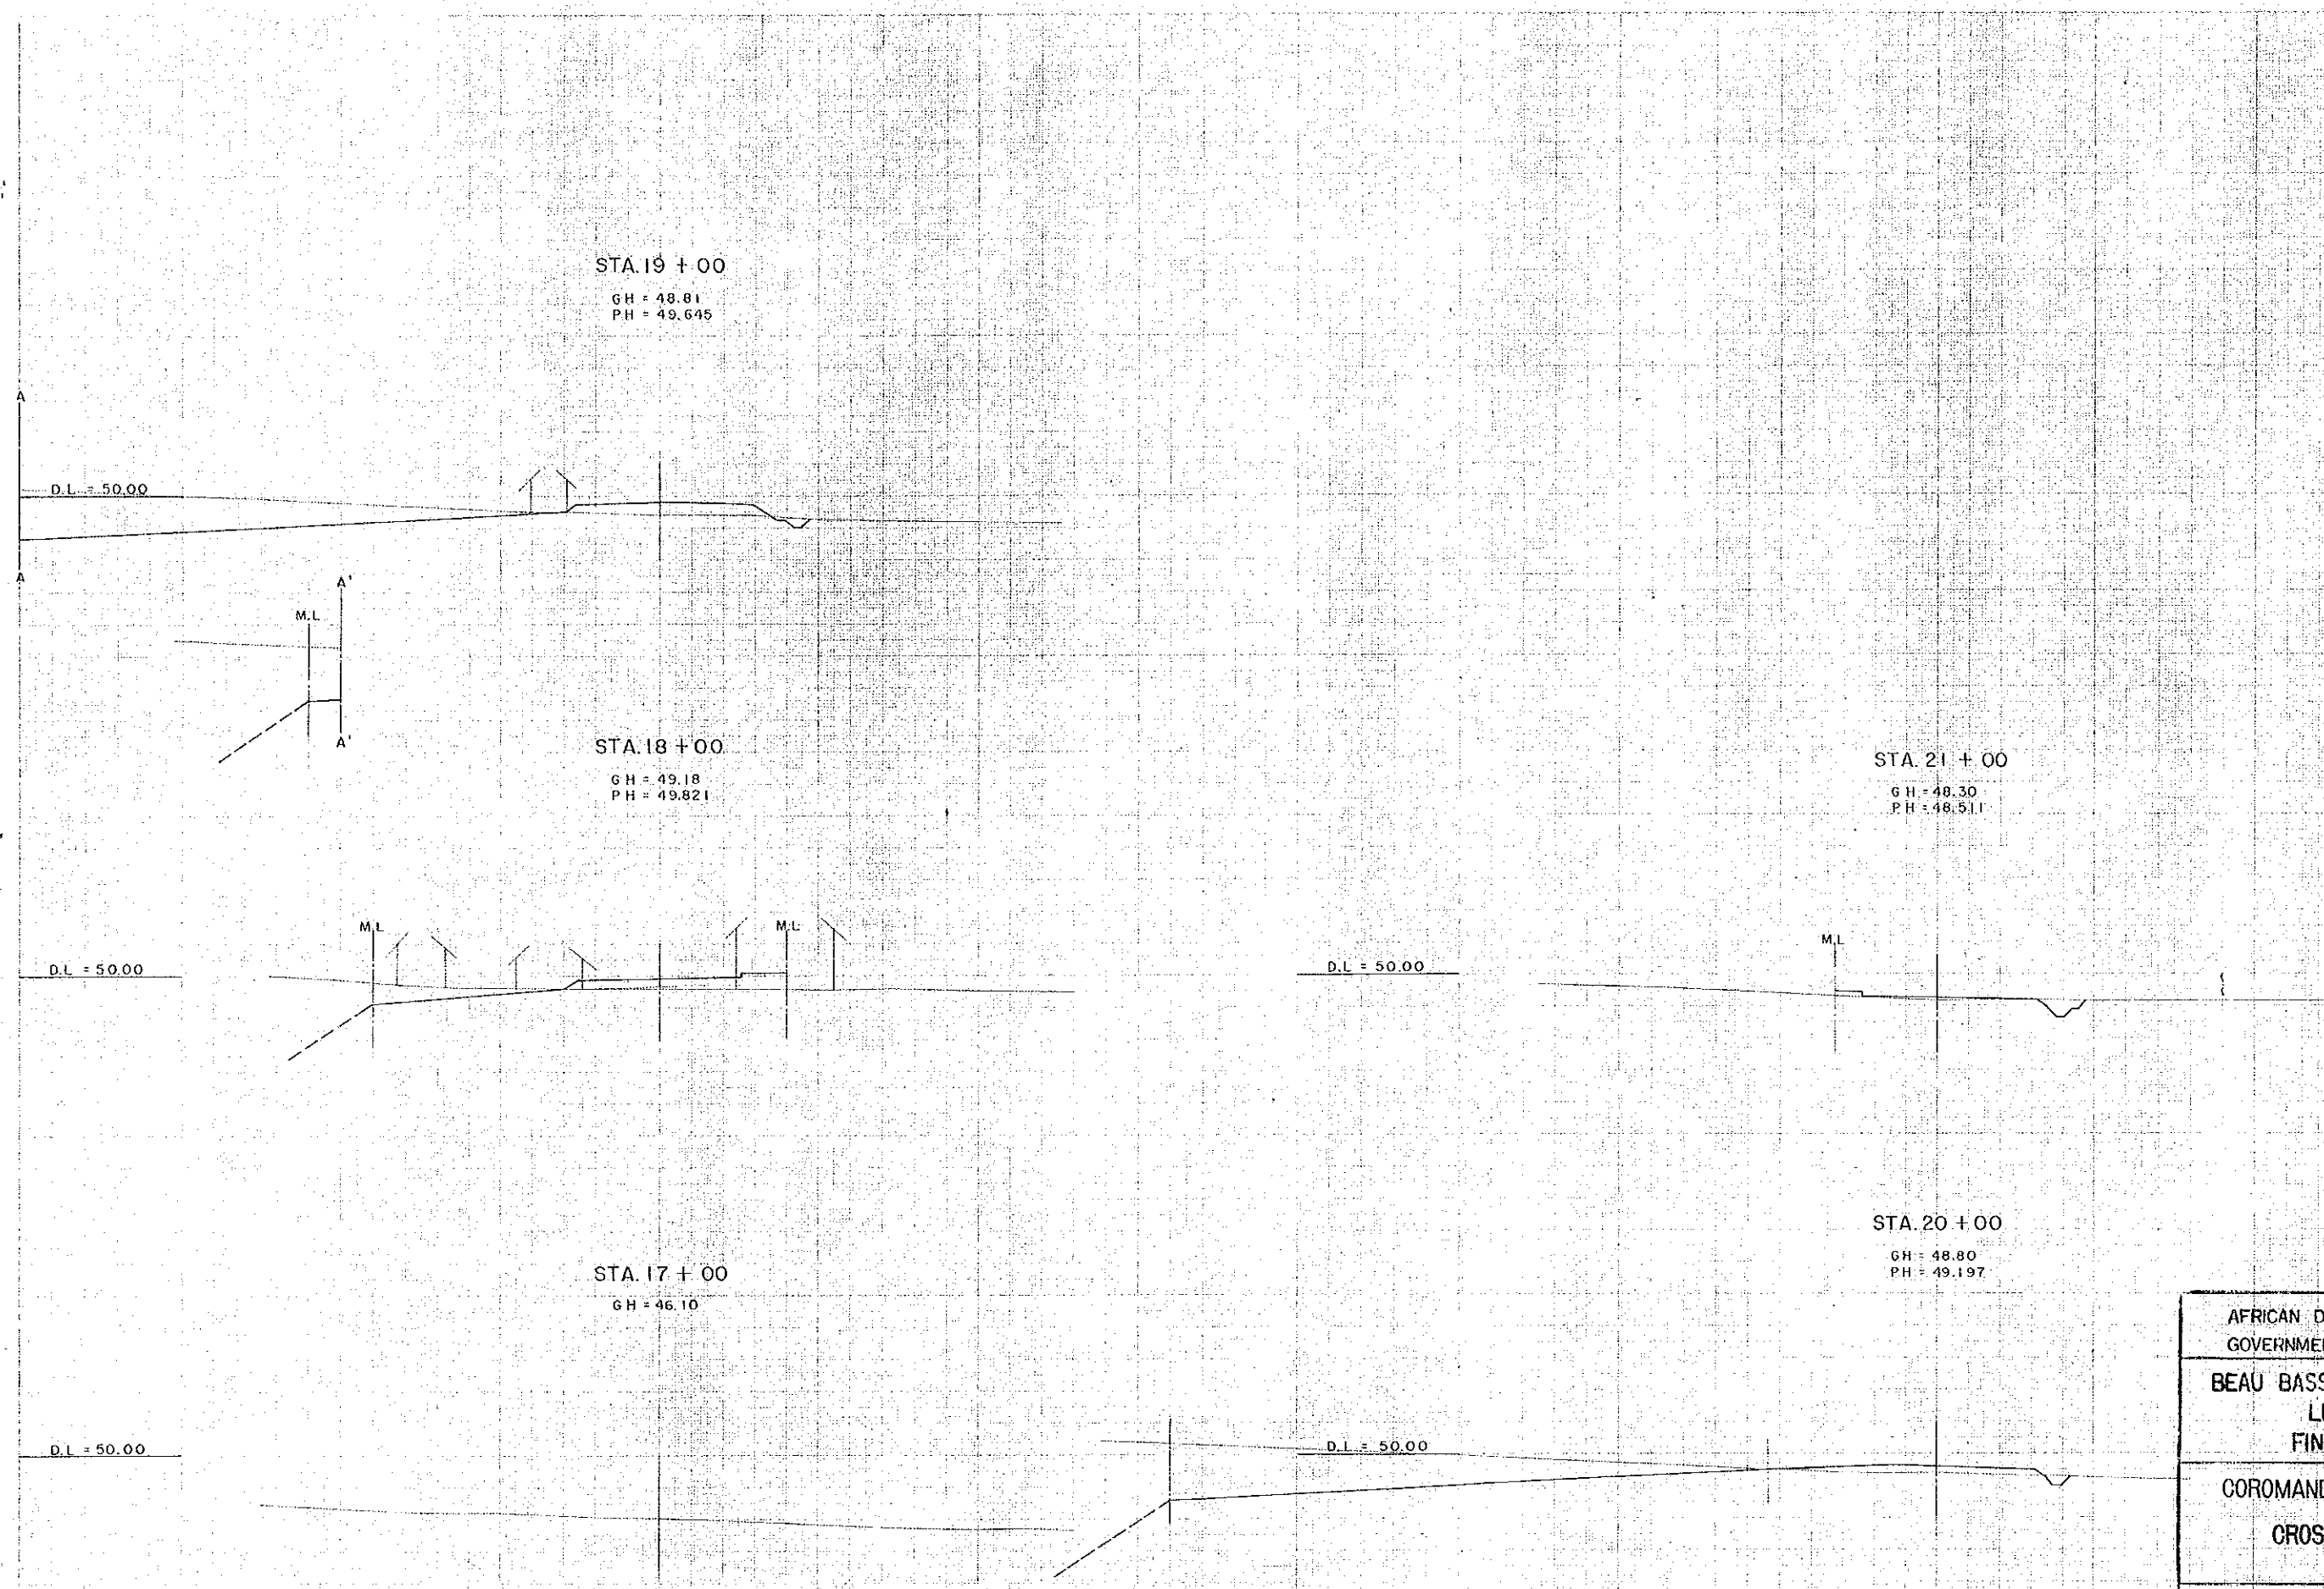 STA. 19 + 00
GH = 48.81
PH = 49.645
A
D.L = 50.00
A
A'
M.L
A'
STA. 18 + 00
GH = 49.18
PH = 49.821
M.L
M.L
D.L = 50.00
STA. 17 + 00
GH = 46.10
D.L = 50.00
STA. 21 + 00
GH = 48.30
PH = 48.511
M.L
D.L = 50.00
STA. 20 + 00
GH = 48.80
PH = 49.197
D.L = 50.00
AFRICAN D
GOVERNME
BEAU BASS
L
FIN
COROMAND
CROS